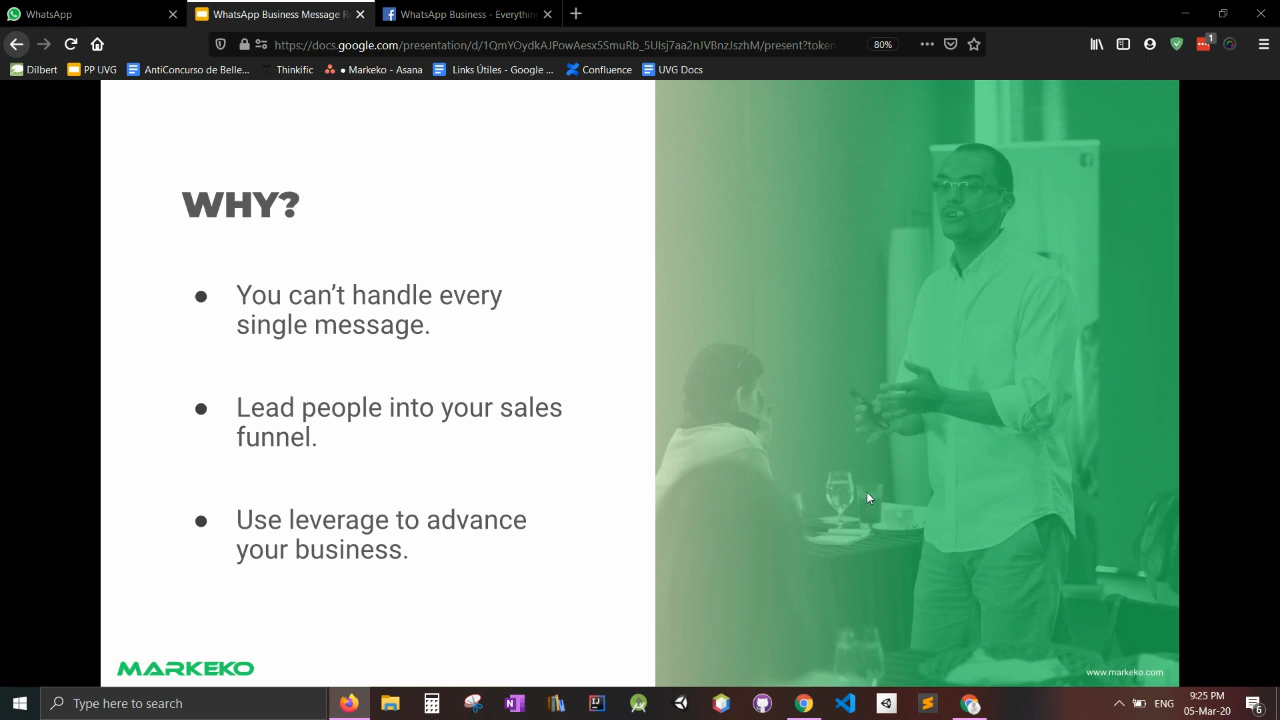 WhatsApp
WhatsApp Business Message R
WhatsApp Business - Everythin
https://docs.google.com/presentation/d/1QmYOydkAJPowAesx5SmuRb_5Ulsj7aa2nJVBnzJszhM/present?token
80%
1
Dilbert
PP UVG
AntiConcurso de Belle...
Thinkific
● Markeko - Asana
Links Útiles - Google ...
Confluence
UVG Docs
WHY?
● You can’t handle every
single message.
● Lead people into your sales
funnel.
● Use leverage to advance
your business.
MARKEKO
www.markeko.com
Type here to search
ENG
9:25 PM
05-Mar-20
6